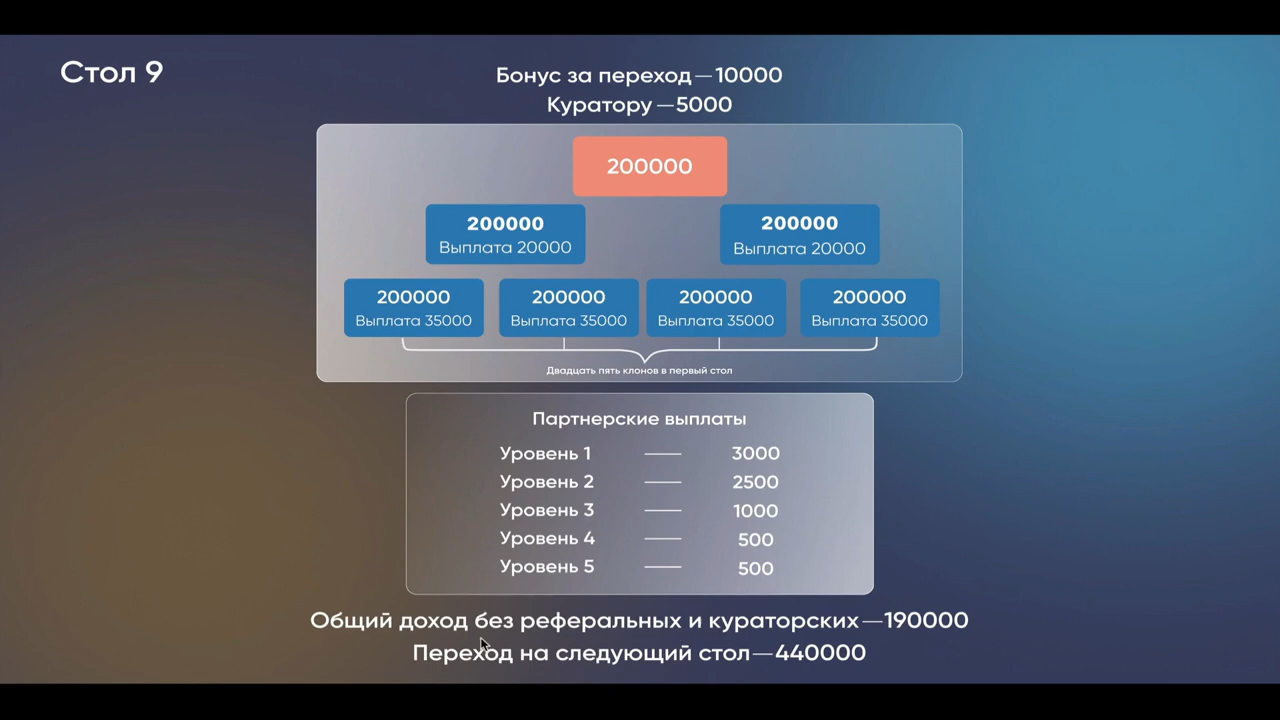 Стол 9
Бонус за переход — 10000
Куратору — 5000
200000
200000
Выплата 20000
200000
Выплата 20000
200000
Выплата 35000
200000
Выплата 35000
200000
Выплата 35000
200000
Выплата 35000
Двадцать пять клонов в первый стол
Партнерские выплаты
Уровень 1 — 3000
Уровень 2 — 2500
Уровень 3 — 1000
Уровень 4 — 500
Уровень 5 — 500
Общий доход без реферальных и кураторских — 190000
Переход на следующий стол — 440000